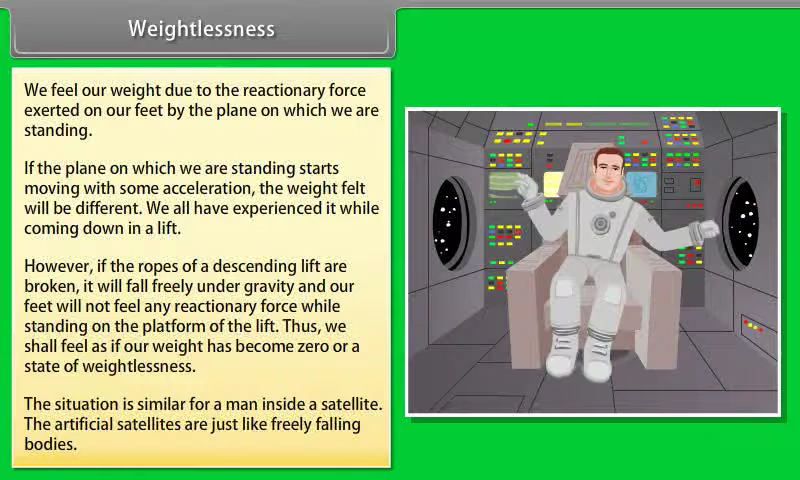 Weightlessness
We feel our weight due to the reactionary force
exerted on our feet by the plane on which we are
standing.
If the plane on which we are standing starts
moving with some acceleration, the weight felt
will be different. We all have experienced it while
coming down in a lift.
However, if the ropes of a descending lift are
broken, it will fall freely under gravity and our
feet will not feel any reactionary force while
standing on the platform of the lift. Thus, we
shall feel as if our weight has become zero or a
state of weightlessness.
The situation is similar for a man inside a satellite.
The artificial satellites are just like freely falling
bodies.